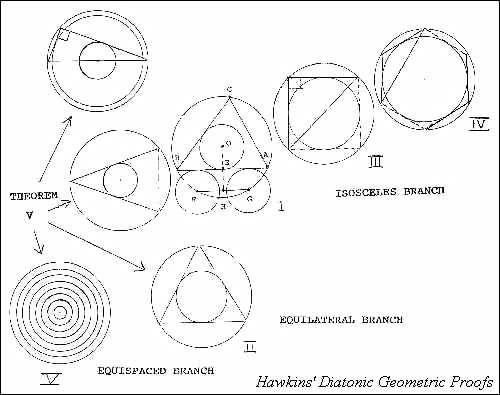 IV
C
III
O
THEOREM
V
B
E
A
ISOSCELES BRANCH
F
H
G
I
EQUILATERAL BRANCH
II
EQUISPACED BRANCH
V
Hawkins' Diatonic Geometric Proofs